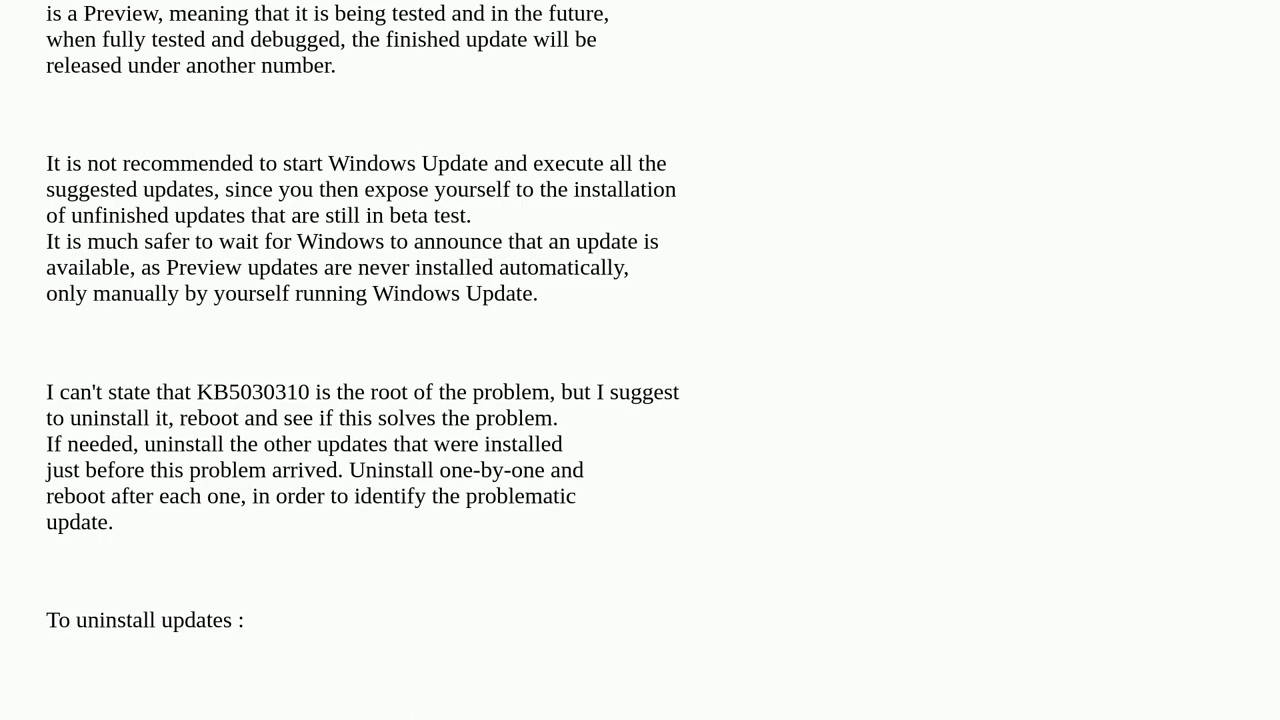 is a Preview, meaning that it is being tested and in the future,
when fully tested and debugged, the finished update will be
released under another number.
It is not recommended to start Windows Update and execute all the
suggested updates, since you then expose yourself to the installation
of unfinished updates that are still in beta test.
It is much safer to wait for Windows to announce that an update is
available, as Preview updates are never installed automatically,
only manually by yourself running Windows Update.
I can't state that KB5030310 is the root of the problem, but I suggest
to uninstall it, reboot and see if this solves the problem.
If needed, uninstall the other updates that were installed
just before this problem arrived. Uninstall one-by-one and
reboot after each one, in order to identify the problematic
update.
To uninstall updates :